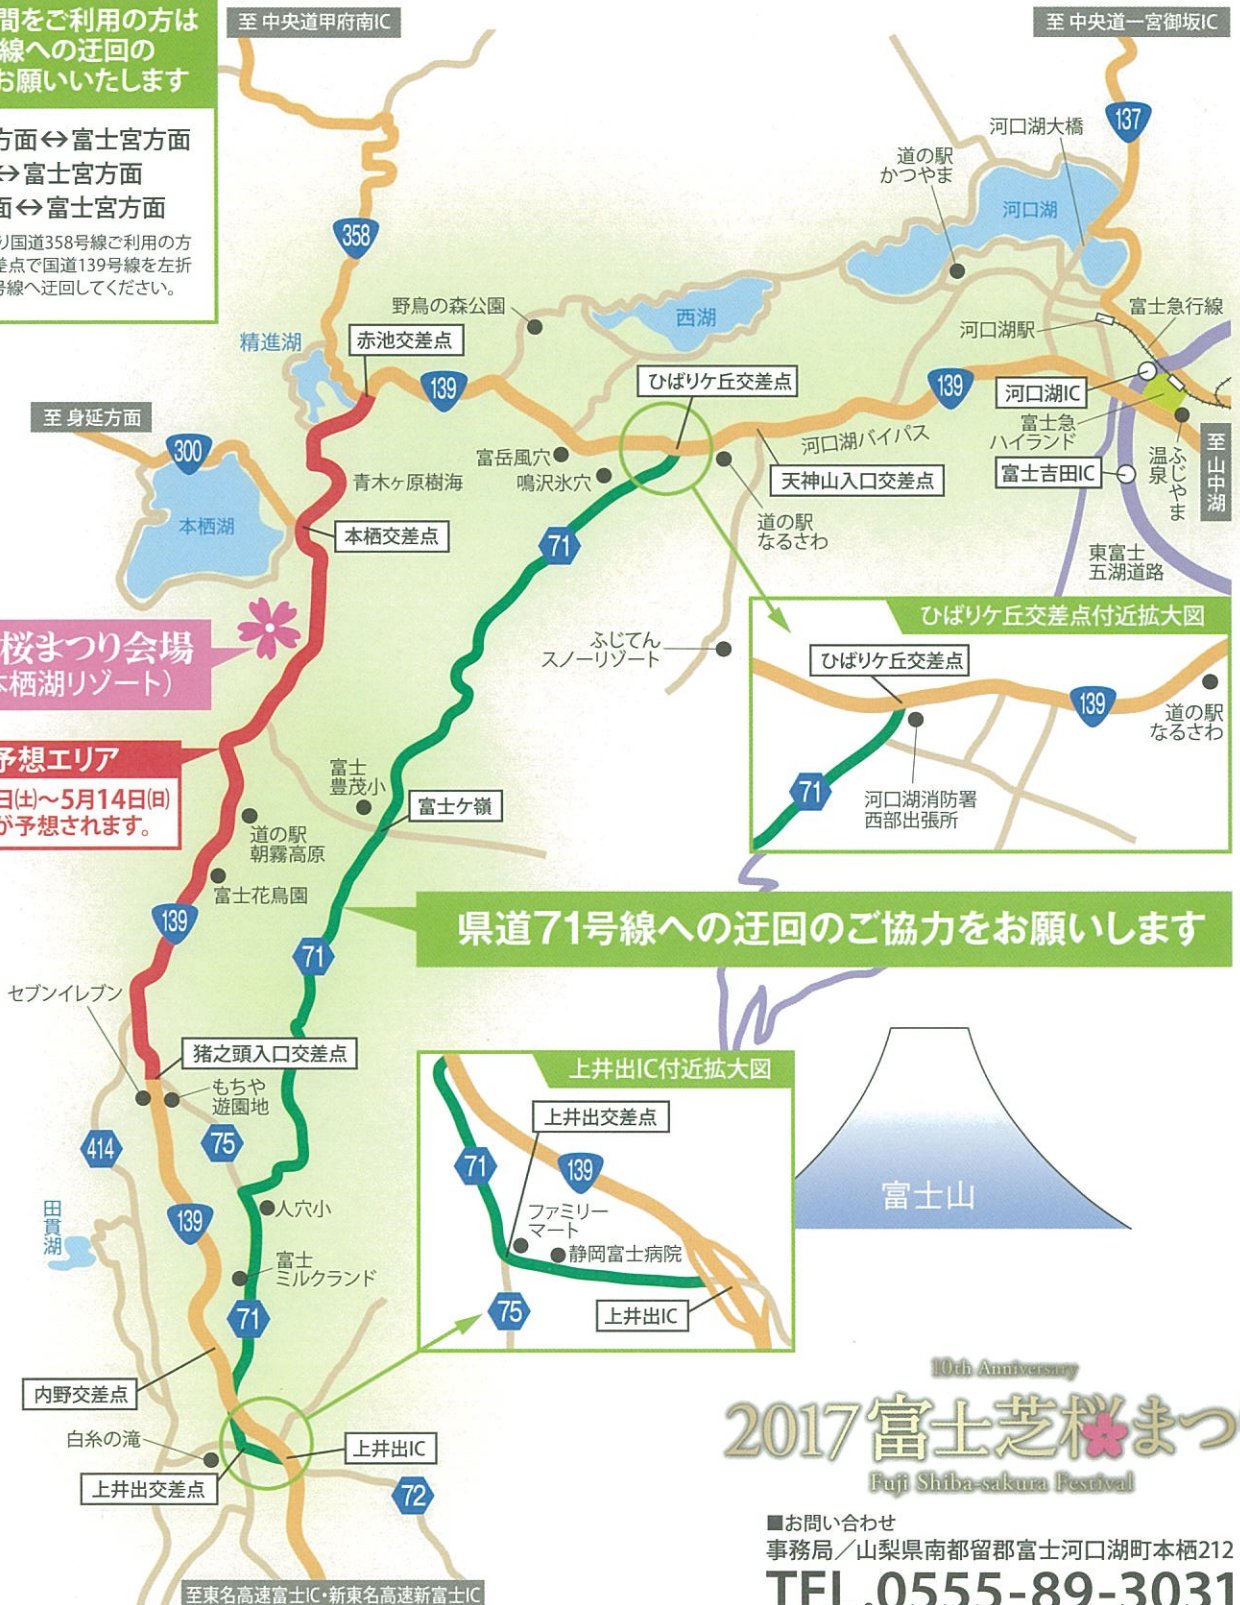 間をご利用の方は
線への迂回の
お願いいたします
方面↔富士宮方面
↔富士宮方面
面↔富士宮方面
り国道358号線ご利用の方
差点で国道139号線を左折
号線へ迂回してください。
至 中央道甲府南IC
至 中央道一宮御坂IC
137
河口湖大橋
道の駅
かつやま
河口湖
358
野鳥の森公園
西湖
富士急行線
河口湖駅
精進湖
赤池交差点
139
ひばりケ丘交差点
139
河口湖IC
至 身延方面
300
富士急
ハイランド
河口湖バイパス
富岳風穴
鳴沢氷穴
青木ヶ原樹海
天神山入口交差点
富士吉田IC
ふじやま
温泉
至 山中湖
本栖湖
本栖交差点
71
道の駅
なるさわ
東富士
五湖道路
桜まつり会場
本栖湖リゾート）
ふじてん
スノーリゾート
ひばりケ丘交差点付近拡大図
ひばりケ丘交差点
139
道の駅
なるさわ
71
河口湖消防署
西部出張所
予想エリア
日(土)～5月14日(日)
が予想されます。
富士
豊茂小
富士ケ嶺
道の駅
朝霧高原
富士花鳥園
139
71
県道71号線への迂回のご協力をお願いします
セブンイレブン
猪之頭入口交差点
もちや
遊園地
414
75
上井出IC付近拡大図
上井出交差点
71
139
ファミリー
マート
静岡富士病院
75
上井出IC
富士山
田貫湖
139
人穴小
富士
ミルクランド
71
内野交差点
白糸の滝
上井出IC
上井出交差点
72
至東名高速富士IC・新東名高速新富士IC
10th Anniversary
2017富士芝桜まつ
Fuji Shiba-sakura Festival
■お問い合わせ
事務局／山梨県南都留郡富士河口湖町本栖212
TEL.0555-89-3031